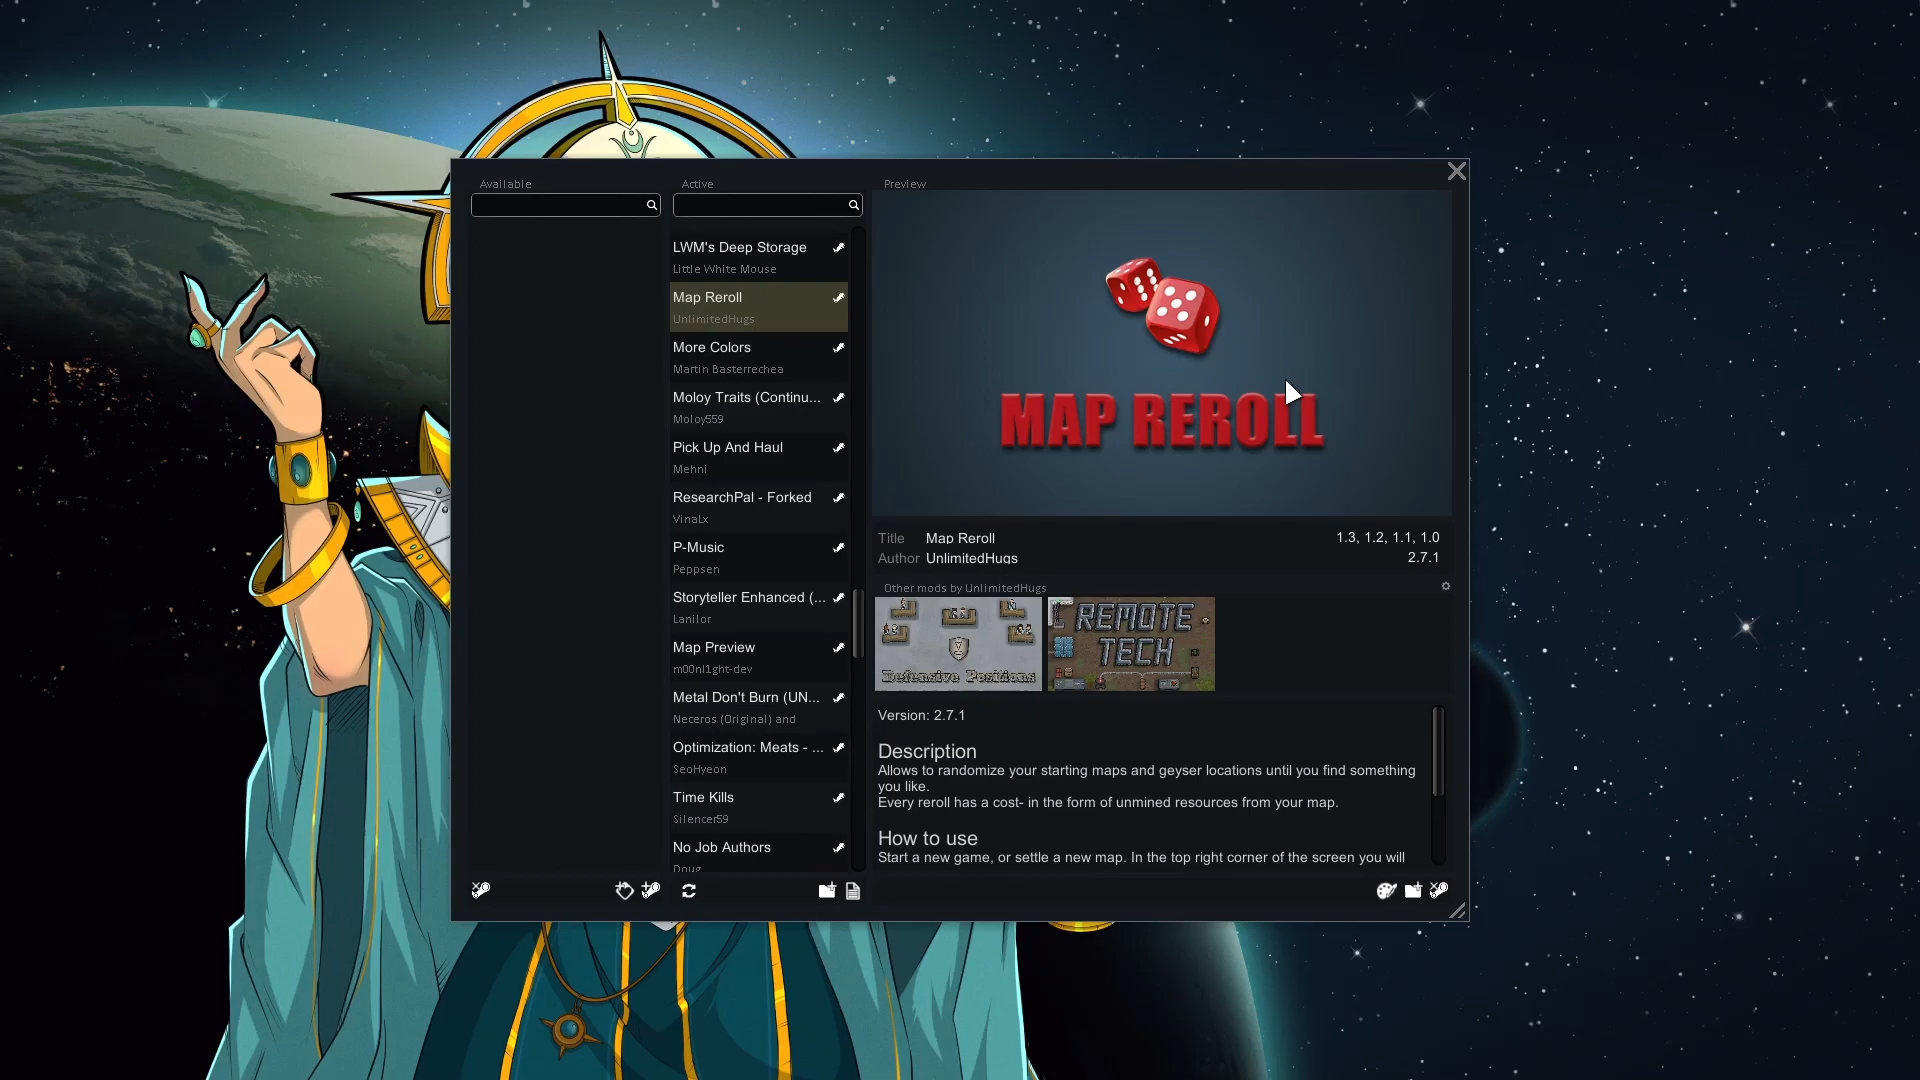 Available
Active
Preview
LWM's Deep Storage
Little White Mouse
Map Reroll
UnlimitedHugs
More Colors
Martin Basterrechea
Moloy Traits (Continu...
Moloy559
Pick Up And Haul
Mehni
ResearchPal - Forked
VinaLx
P-Music
Peppsen
Storyteller Enhanced (...
Lanilor
Map Preview
m00nl1ght-dev
Metal Don't Burn (UN...
Neceros (Original) and
Optimization: Meats - ...
SeoHyeon
Time Kills
Silencer59
No Job Authors
Doug
MAP REROLL
Title Map Reroll 1.3, 1.2, 1.1, 1.0
Author UnlimitedHugs 2.7.1
Other mods by UnlimitedHugs
Defensive Positions
REMOTE
TECH
Version: 2.7.1
Description
Allows to randomize your starting maps and geyser locations until you find something
you like.
Every reroll has a cost- in the form of unmined resources from your map.
How to use
Start a new game, or settle a new map. In the top right corner of the screen you will